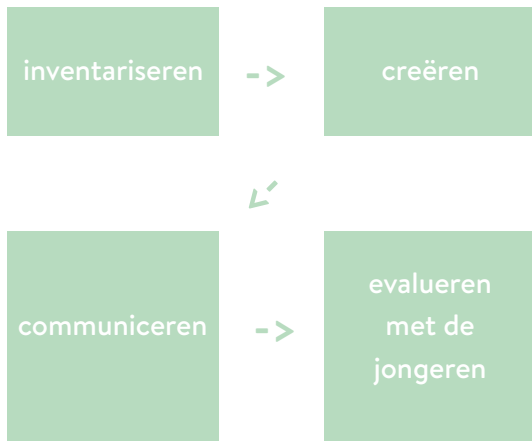 inventariseren
creëren
communiceren
evalueren
met de
jongeren